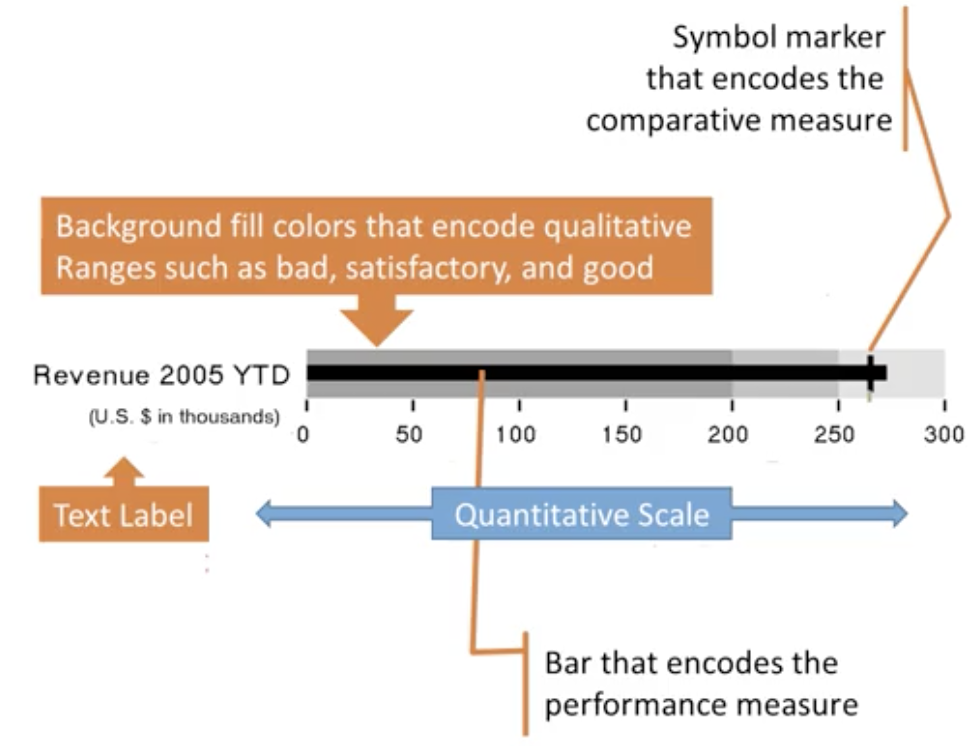 Symbol marker
that encodes the
comparative measure
Background fill colors that encode qualitative
Ranges such as bad, satisfactory, and good
Revenue 2005 YTD
(U.S. $ in thousands)
0 50 100 150 200 250 300
Text Label
Quantitative Scale
Bar that encodes the
performance measure